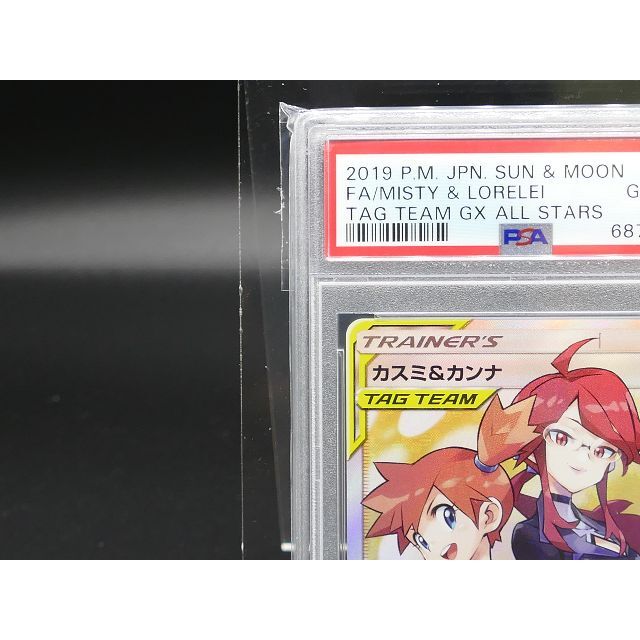 2019 P.M. JPN. SUN & MOON
FA/MISTY & LORELEI
TAG TEAM GX ALL STARS
PSA
TRAINER'S
カスミ&カンナ
TAG TEAM